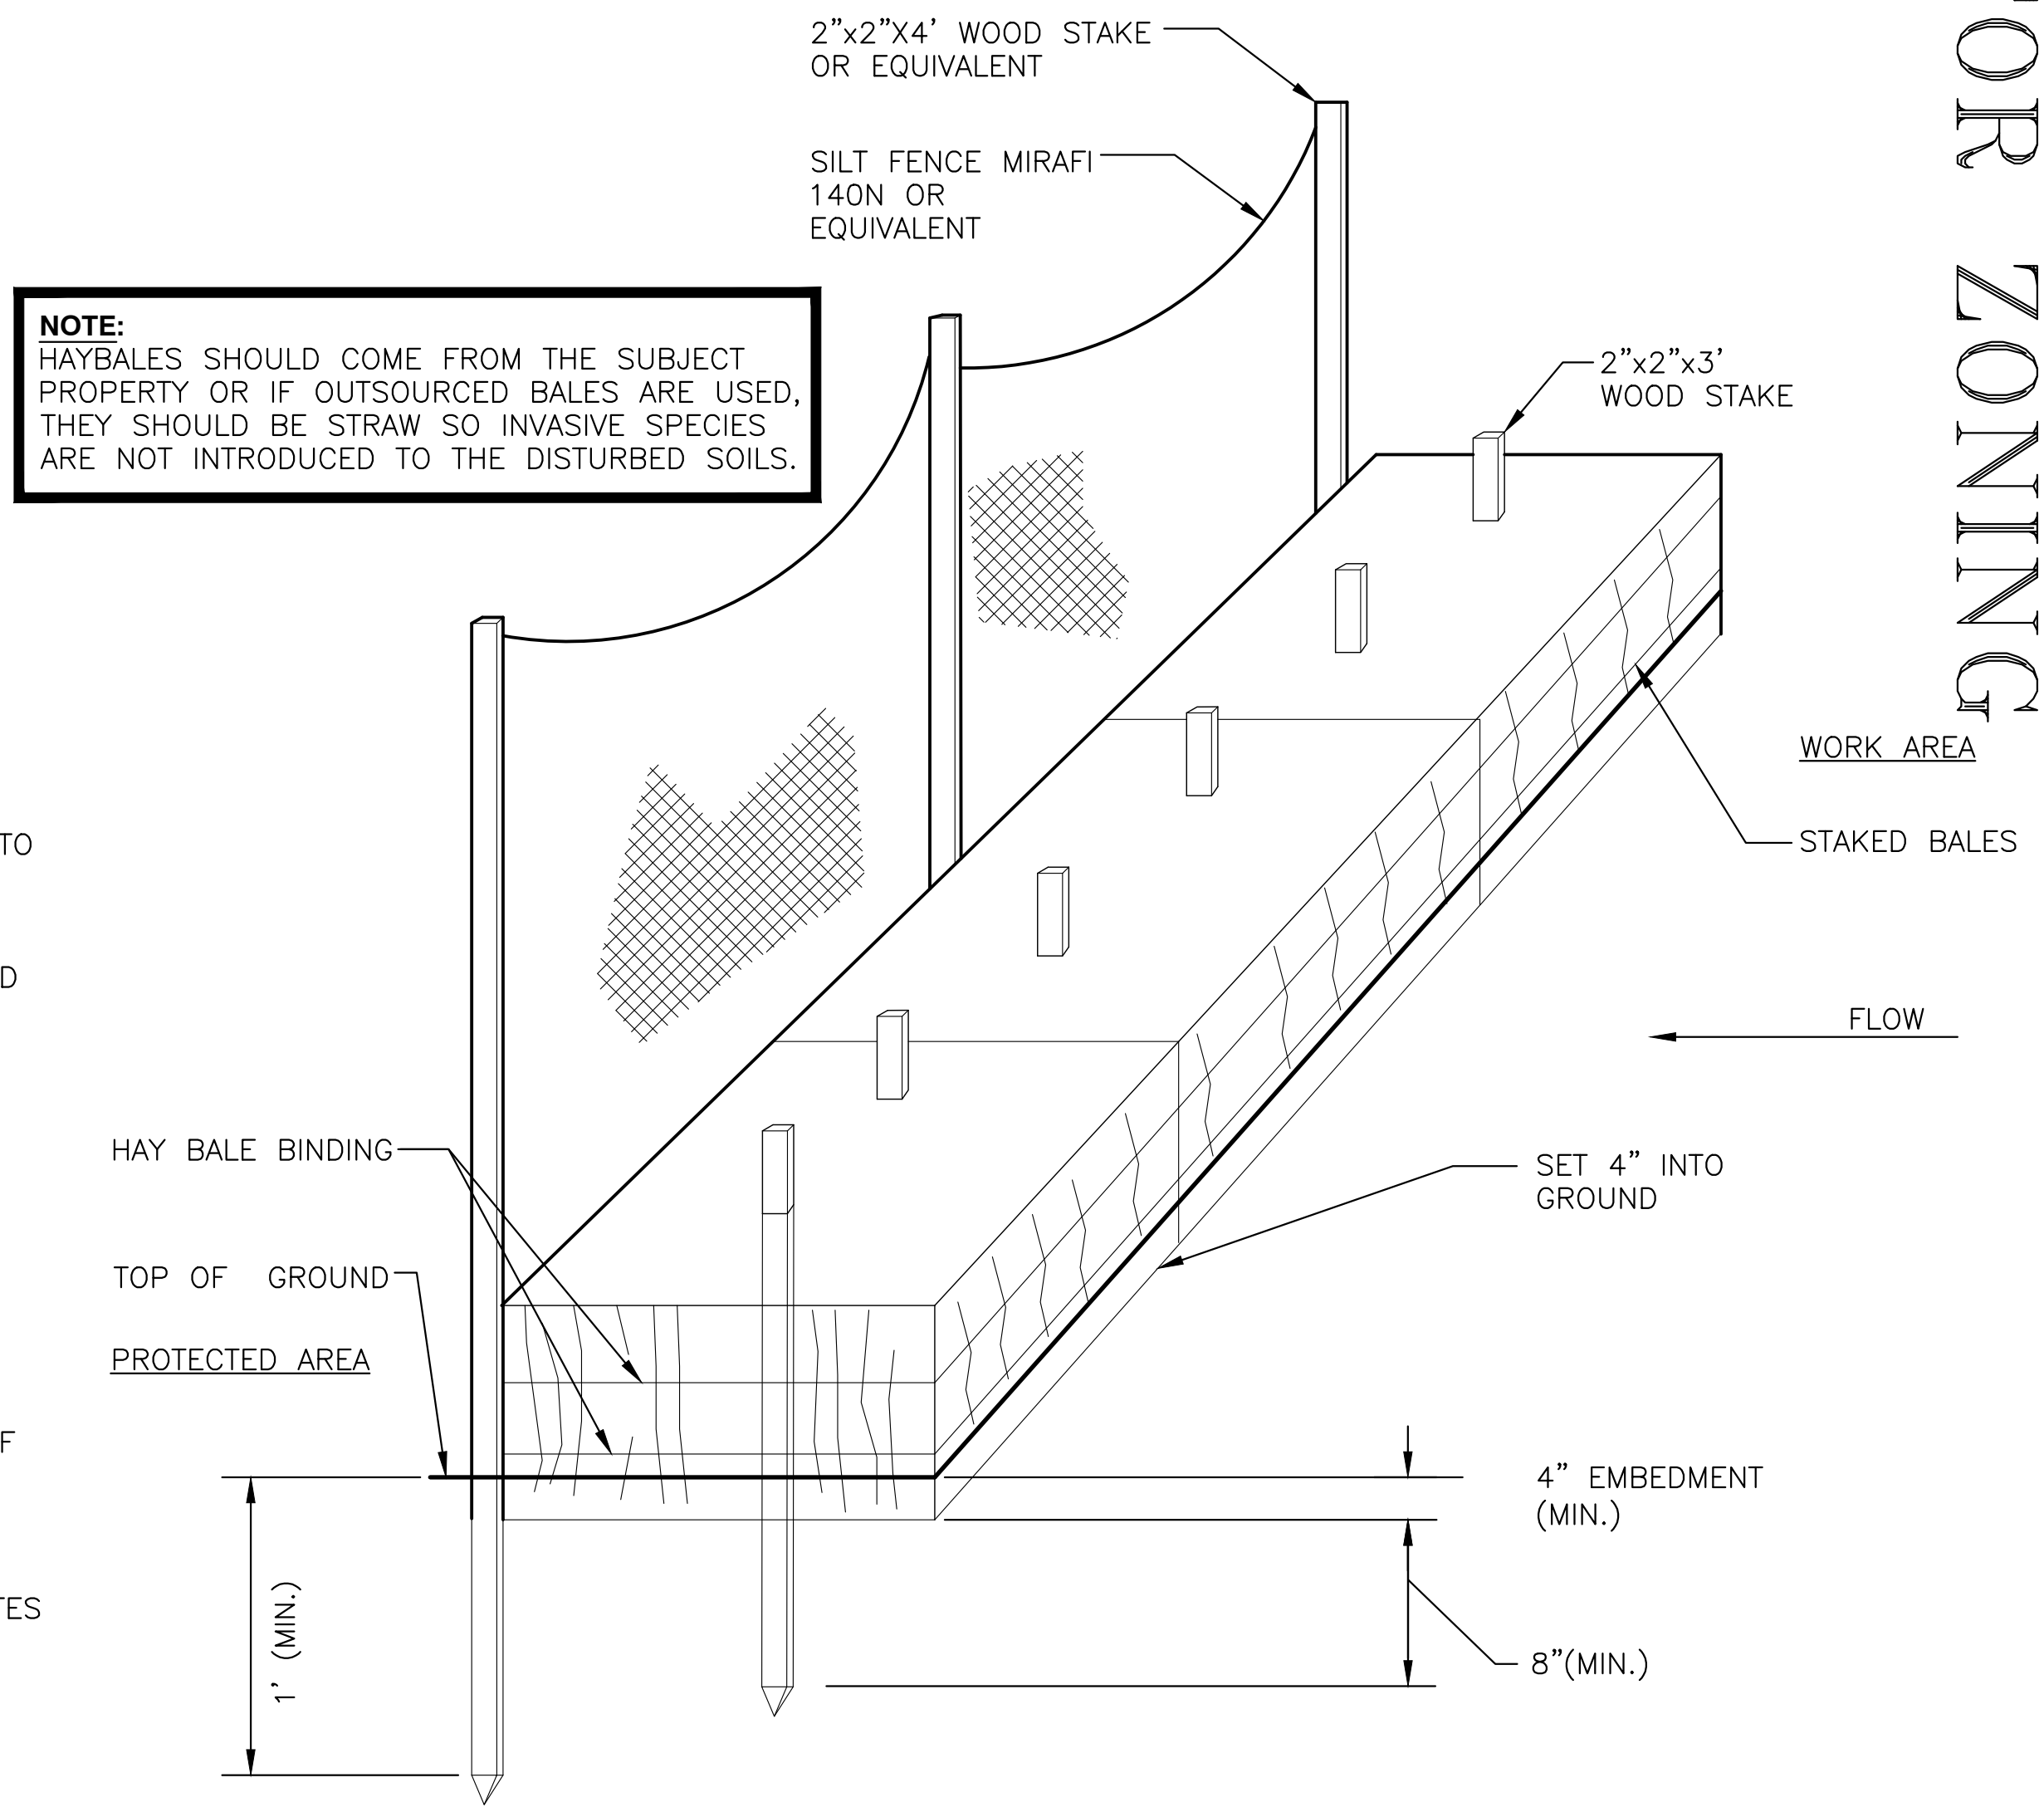 2"x2"X4' WOOD STAKE
OR EQUIVALENT
SILT FENCE MIRAFI
140N OR
EQUIVALENT
NOTE:
HAYBALES SHOULD COME FROM THE SUBJECT
PROPERTY OR IF OUTSOURCED BALES ARE USED,
THEY SHOULD BE STRAW SO INVASIVE SPECIES
ARE NOT INTRODUCED TO THE DISTURBED SOILS.
2"x2"x3'
WOOD STAKE
OR ZONING
WORK AREA
STAKED BALES
TO
D
FLOW
HAY BALE BINDING
SET 4" INTO
GROUND
TOP OF GROUND
PROTECTED AREA
F
4" EMBEDMENT
(MIN.)
1' (MIN.)
TES
8"(MIN.)